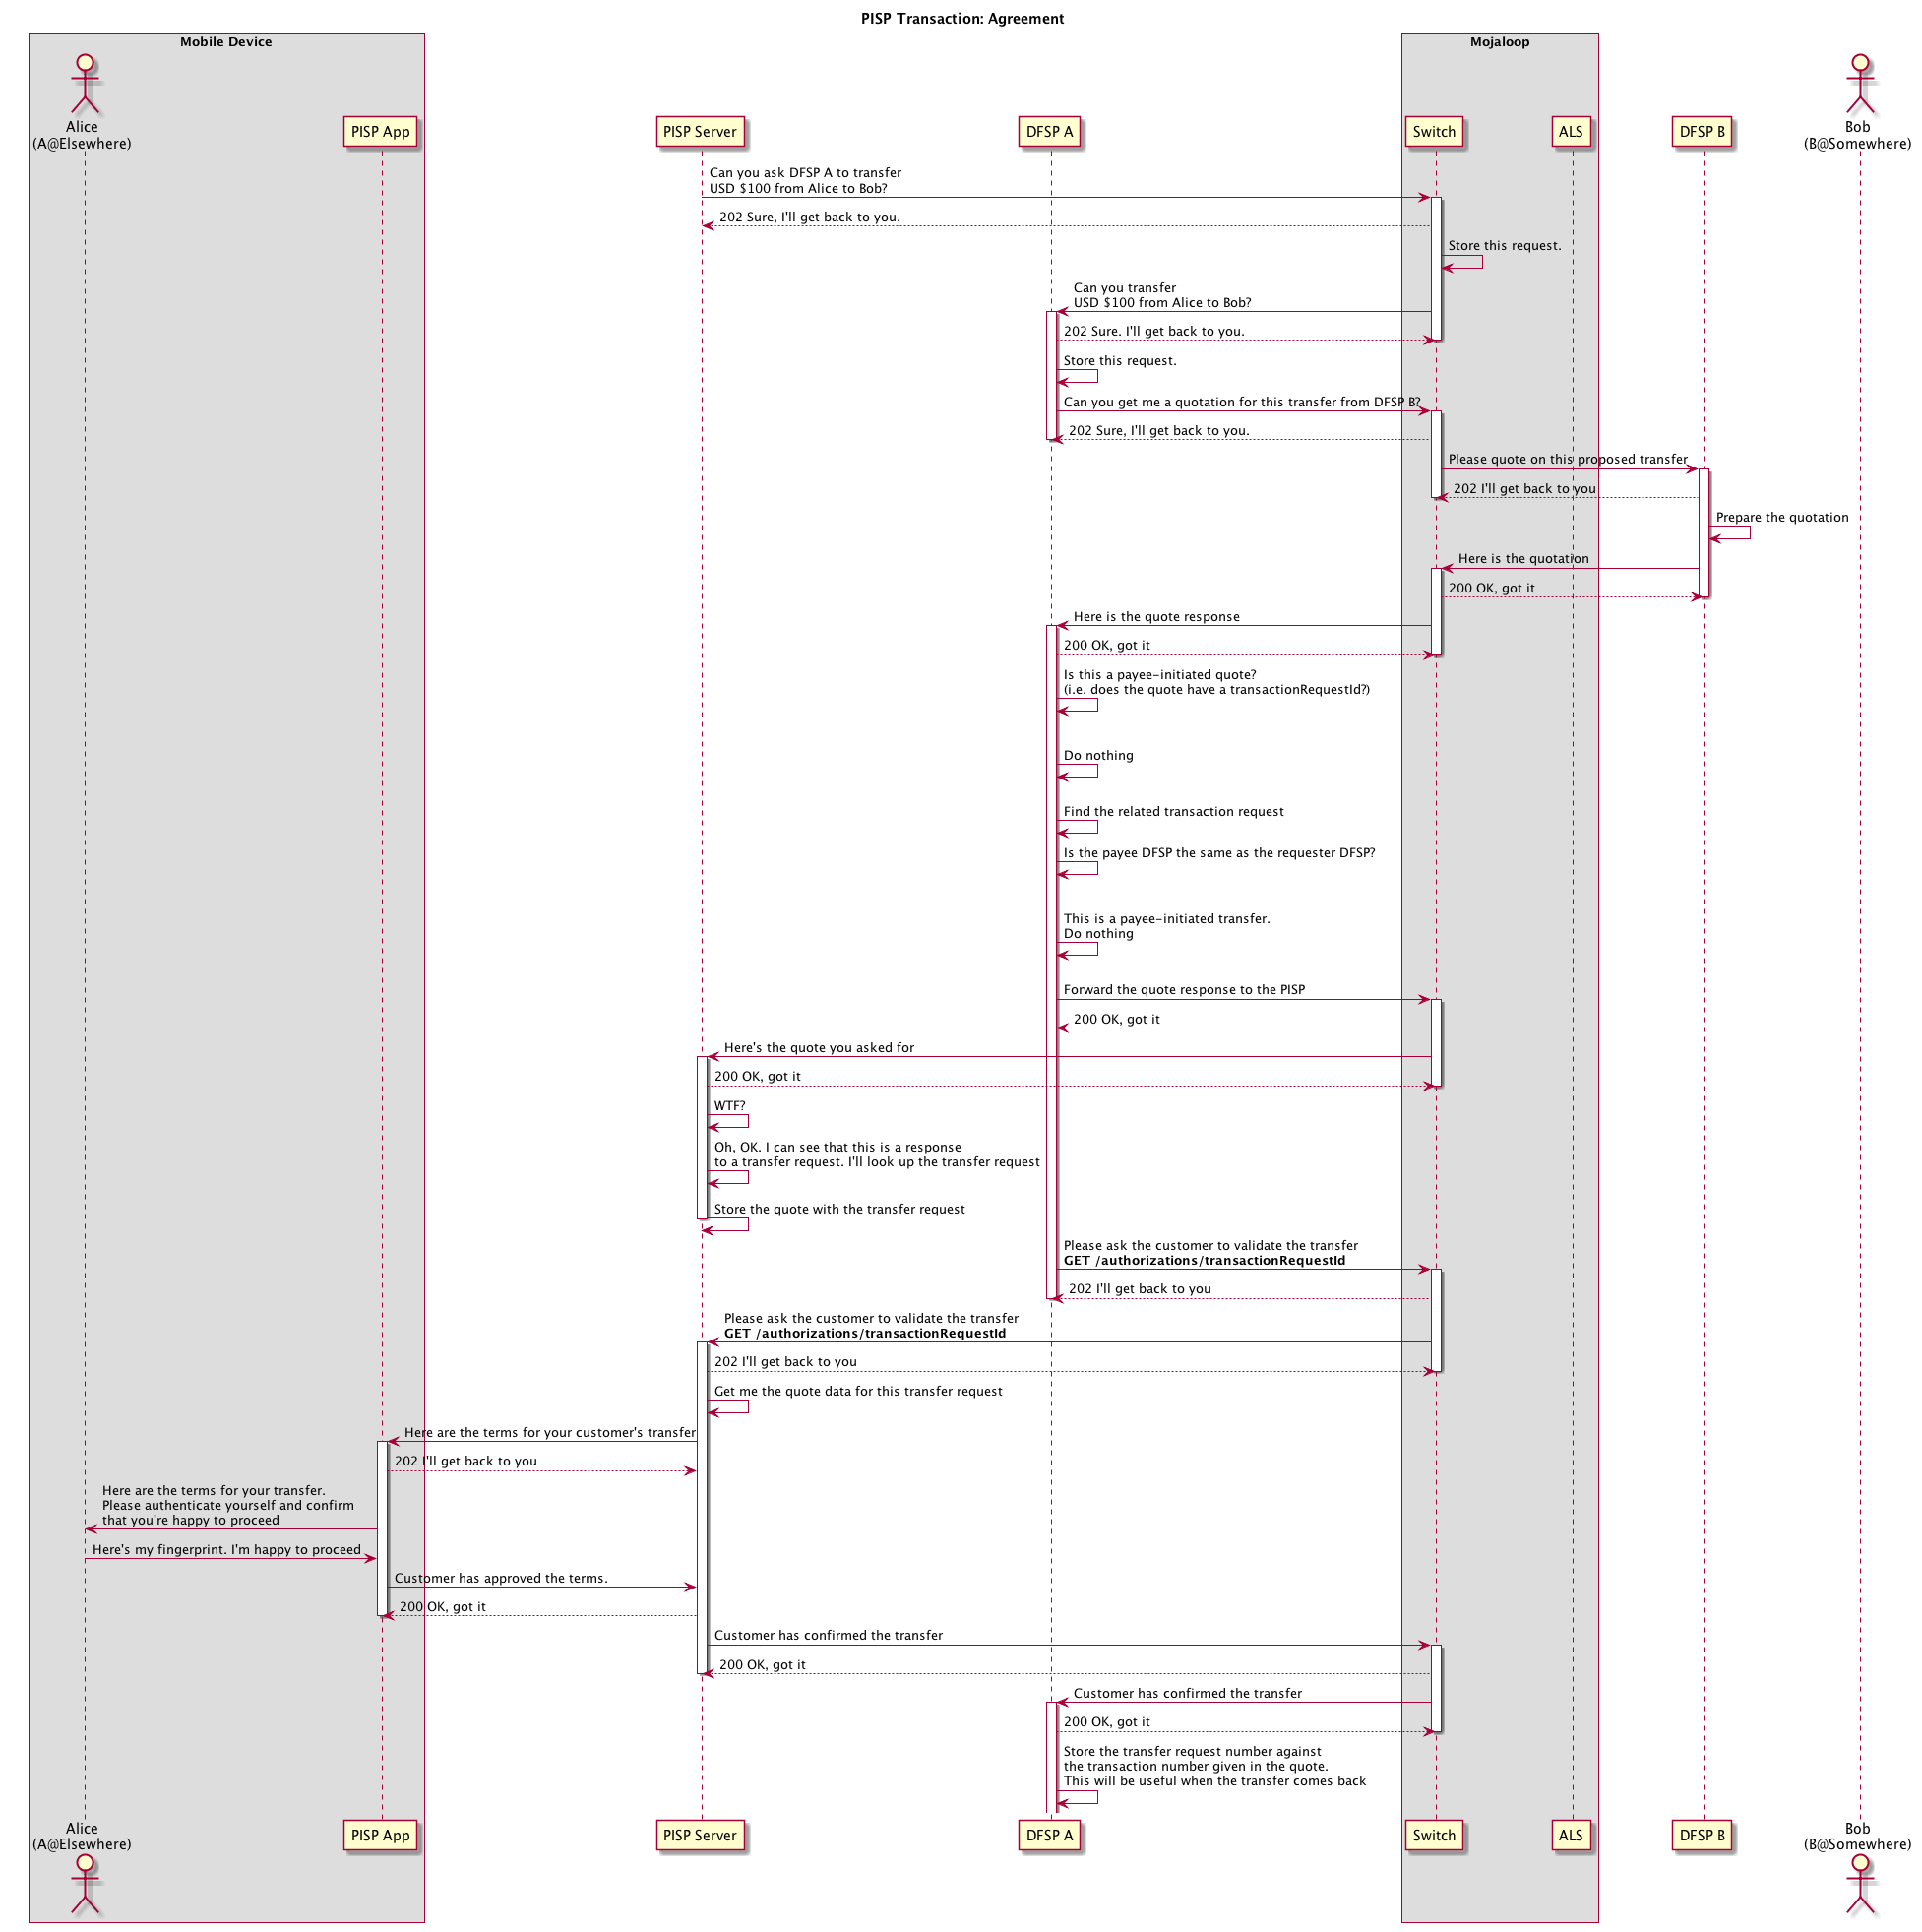 PISP Transaction: Agreement
Mobile Device
Mojaloop
Alice
(A@Elsewhere)
PISP App
PISP Server
DFSP A
Switch
ALS
DFSP B
Bob
(B@Somewhere)
Can you ask DFSP A to transfer
USD $100 from Alice to Bob?
202 Sure, I'll get back to you.
Store this request.
Can you transfer
USD $100 from Alice to Bob?
202 Sure. I'll get back to you.
Store this request.
Can you get me a quotation for this transfer from DFSP B?
202 Sure, I'll get back to you.
Please quote on this proposed transfer
202 I'll get back to you
Prepare the quotation
Here is the quotation
200 OK, got it
Here is the quote response
200 OK, got it
Is this a payee-initiated quote?
(i.e. does the quote have a transactionRequestId?)
Do nothing
Find the related transaction request
Is the payee DFSP the same as the requester DFSP?
This is a payee-initiated transfer.
Do nothing
Forward the quote response to the PISP
200 OK, got it
Here's the quote you asked for
200 OK, got it
WTF?
Oh, OK. I can see that this is a response
to a transfer request. I'll look up the transfer request
Store the quote with the transfer request
Please ask the customer to validate the transfer
GET /authorizations/transactionRequestId
202 I'll get back to you
Please ask the customer to validate the transfer
GET /authorizations/transactionRequestId
202 I'll get back to you
Get me the quote data for this transfer request
Here are the terms for your customer's transfer
202 I'll get back to you
Here are the terms for your transfer.
Please authenticate yourself and confirm
that you're happy to proceed
Here's my fingerprint. I'm happy to proceed
Customer has approved the terms.
200 OK, got it
Customer has confirmed the transfer
200 OK, got it
Customer has confirmed the transfer
200 OK, got it
Store the transfer request number against
the transaction number given in the quote.
This will be useful when the transfer comes back
Alice
(A@Elsewhere)
PISP App
PISP Server
DFSP A
Switch
ALS
DFSP B
Bob
(B@Somewhere)